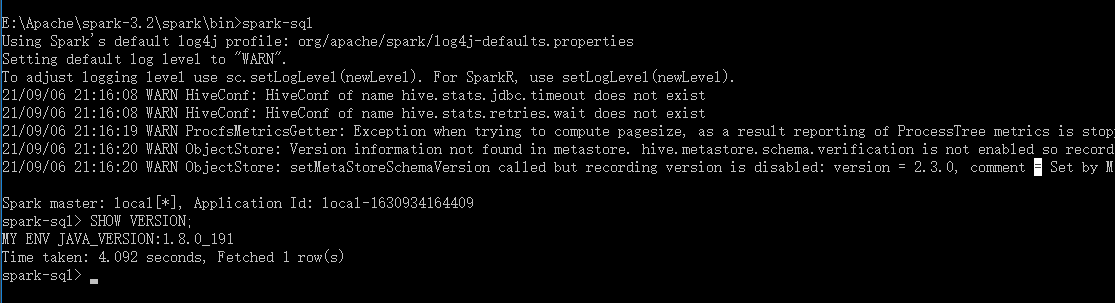 E:\Apache\spark-3.2\spark\bin>spark-sql
Using Spark's default log4j profile: org/apache/spark/log4j-defaults.properties
Setting default log level to "WARN".
To adjust logging level use sc.setLogLevel(newLevel). For SparkR, use setLogLevel(newLevel).
21/09/06 21:16:08 WARN HiveConf: HiveConf of name hive.stats.jdbc.timeout does not exist
21/09/06 21:16:08 WARN HiveConf: HiveConf of name hive.stats.retries.wait does not exist
21/09/06 21:16:19 WARN ProcfsMetricsGetter: Exception when trying to compute pagesize, as a result reporting of ProcessTree metrics is stop
21/09/06 21:16:20 WARN ObjectStore: Version information not found in metastore. hive.metastore.schema.verification is not enabled so record
21/09/06 21:16:20 WARN ObjectStore: setMetaStoreSchemaVersion called but recording version is disabled: version = 2.3.0, comment = Set by M
Spark master: local[*], Application Id: local-1630934164409
spark-sql> SHOW VERSION;
MY ENV JAVA_VERSION:1.8.0_191
Time taken: 4.092 seconds, Fetched 1 row(s)
spark-sql>